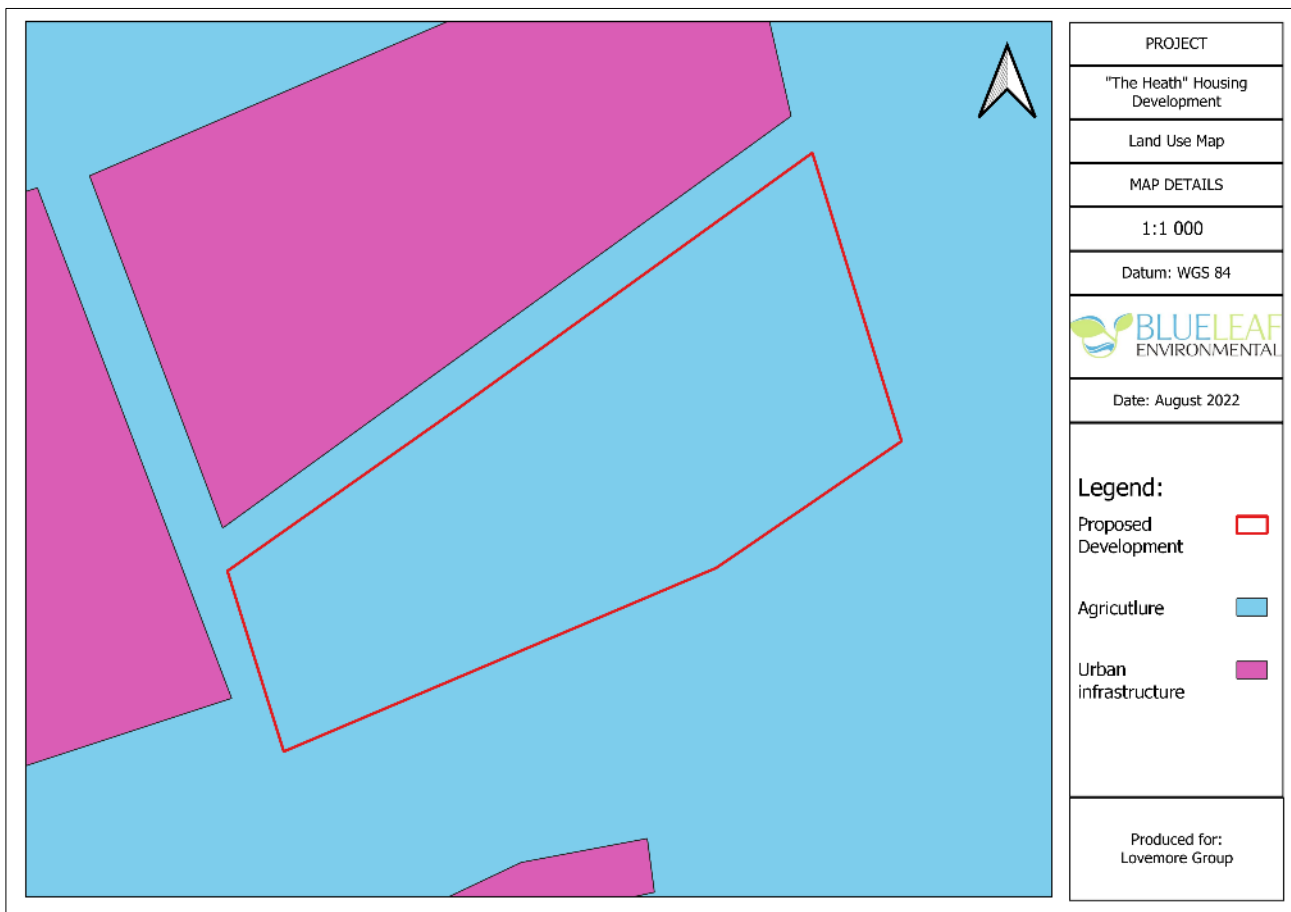 PROJECT
"The Heath" Housing
Development
Land Use Map
MAP DETAILS
1:1 000
Datum: WGS 84
BLUELEAF
ENVIRONMENTAL
Date: August 2022
Legend:
Proposed
Development
Agricutlure
Urban
infrastructure
Produced for:
Lovemore Group